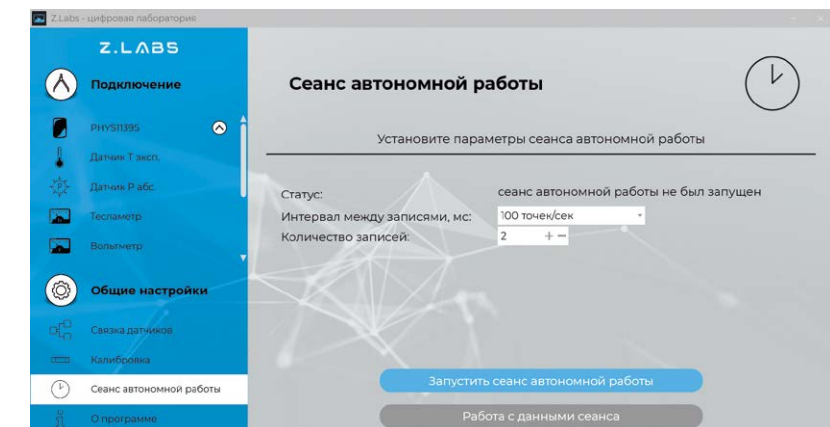 Z.Labs - цифровая лаборатория
Z.LABS
Подключение
PHYS11395
Датчик T эксп.
Датчик P абс.
Тесламетр
Вольтметр
Общие настройки
Связка датчиков
Калибровка
Сеанс автономной работы
О программе
Сеанс автономной работы
Установите параметры сеанса автономной работы
Статус: сеанс автономной работы не был запущен
Интервал между записями, мс: 100 точек/сек
Количество записей: 2 + −
Запустить сеанс автономной работы
Работа с данными сеанса